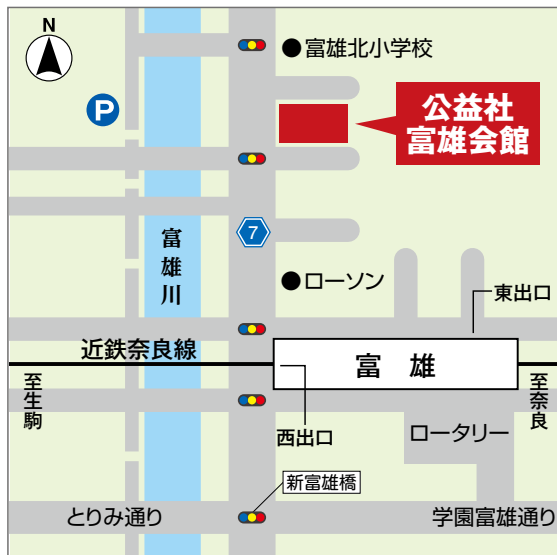 N
富雄北小学校
P
公益社
富雄会館
7
富雄川
ローソン
東出口
近鉄奈良線
富雄
至生駒
至奈良
西出口
ロータリー
新富雄橋
とりみ通り
学園富雄通り